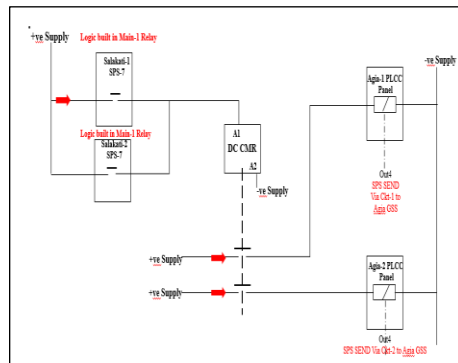 +ve Supply
Logic built in Main-1 Relay
Salakati-1
SPS-7
Logic built in Main-1 Relay
Salakati-2
SPS-7
A1
DC CMR
A2
-ve Supply
+ve Supply
+ve Supply
-ve Supply
Agia-1 PLCC
Panel
Out4
SPS SEND
Via Ckt-1 to
Agia GSS
Agia-2 PLCC
Panel
Out4
SPS SEND Via Ckt-2 to Agia GSS